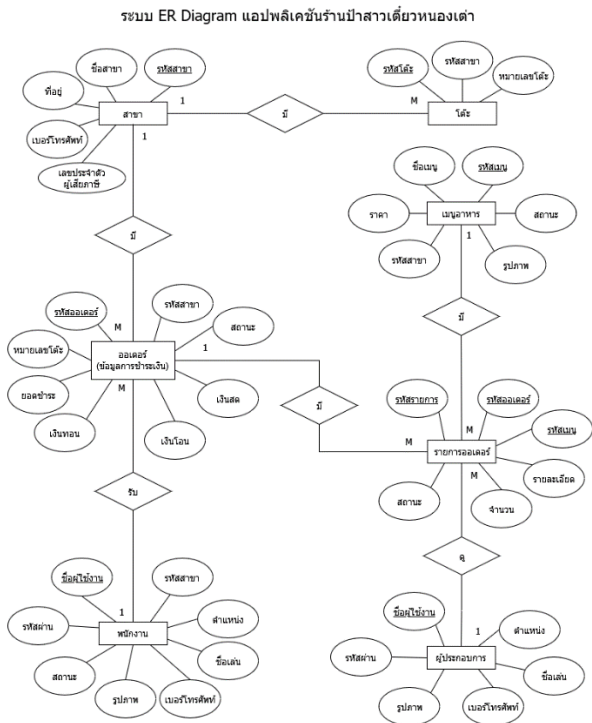 ระบบ ER Diagram แอปพลิเคชันร้านป้าสาวเตี๋ยวหนองเต่า
ชื่อสาขา
รหัสสาขา
ที่อยู่
สาขา
เบอร์โทรศัพท์
เลขประจำตัว
ผู้เสียภาษี
1
มี
M
รหัสโต๊ะ
รหัสสาขา
หมายเลขโต๊ะ
โต๊ะ
1
มี
M
ชื่อเมนู
รหัสเมนู
ราคา
เมนูอาหาร
สถานะ
รหัสสาขา
รูปภาพ
1
มี
M
รหัสออเดอร์
รหัสสาขา
สถานะ
หมายเลขโต๊ะ
ออเดอร์
(ข้อมูลการชำระเงิน)
ยอดชำระ
เงินสด
เงินทอน
เงินโอน
1
มี
M
รหัสรายการ
รหัสออเดอร์
รหัสเมนู
รายการออเดอร์
รายละเอียด
สถานะ
จำนวน
M
รับ
1
M
ดู
1
ชื่อผู้ใช้งาน
รหัสสาขา
รหัสผ่าน
พนักงาน
ตำแหน่ง
ชื่อเล่น
สถานะ
รูปภาพ
เบอร์โทรศัพท์
ชื่อผู้ใช้งาน
ตำแหน่ง
รหัสผ่าน
ผู้ประกอบการ
ชื่อเล่น
รูปภาพ
เบอร์โทรศัพท์